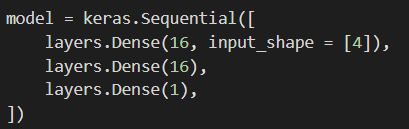 model = keras.Sequential([
    layers.Dense(16, input_shape = [4]),
    layers.Dense(16),
    layers.Dense(1),
])